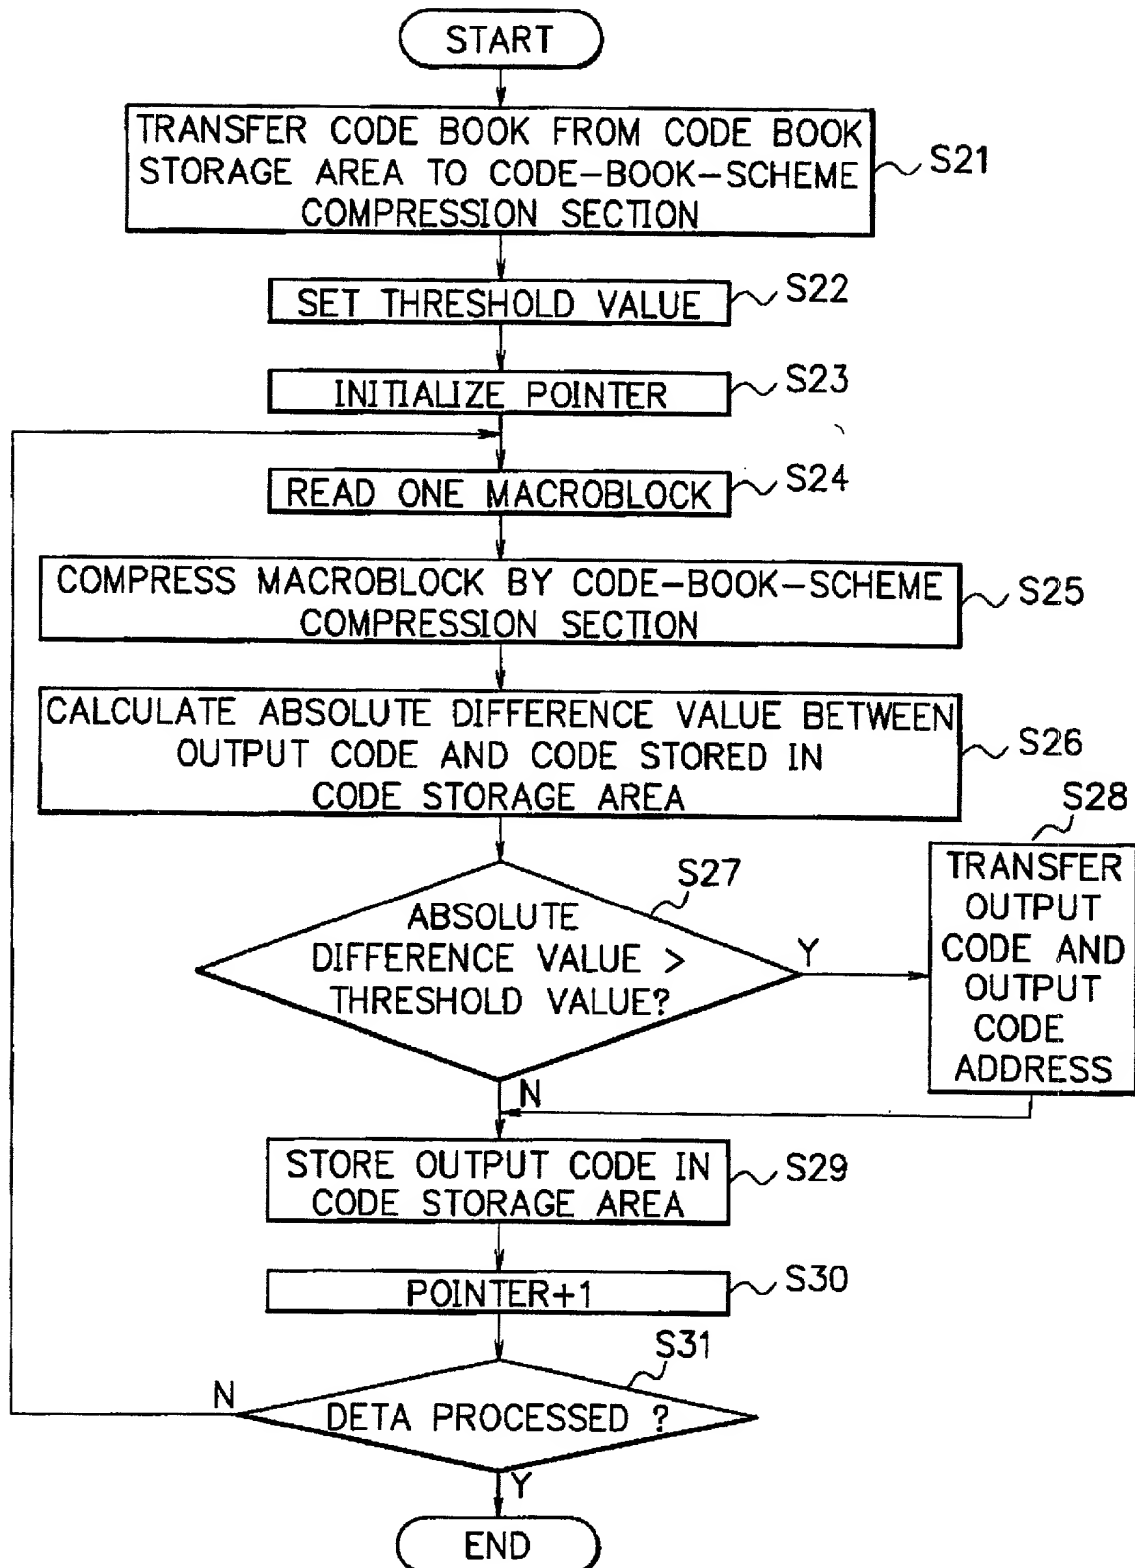 START
TRANSFER CODE BOOK FROM CODE BOOK
STORAGE AREA TO CODE-BOOK-SCHEME
COMPRESSION SECTION
S21
SET THRESHOLD VALUE
S22
INITIALIZE POINTER
S23
READ ONE MACROBLOCK
S24
COMPRESS MACROBLOCK BY CODE-BOOK-SCHEME
COMPRESSION SECTION
S25
CALCULATE ABSOLUTE DIFFERENCE VALUE BETWEEN
OUTPUT CODE AND CODE STORED IN
CODE STORAGE AREA
S26
S27
ABSOLUTE
DIFFERENCE VALUE >
THRESHOLD VALUE?
Y
N
S28
TRANSFER
OUTPUT
CODE AND
OUTPUT
CODE
ADDRESS
STORE OUTPUT CODE IN
CODE STORAGE AREA
S29
POINTER+1
S30
S31
DETA PROCESSED ?
N
Y
END